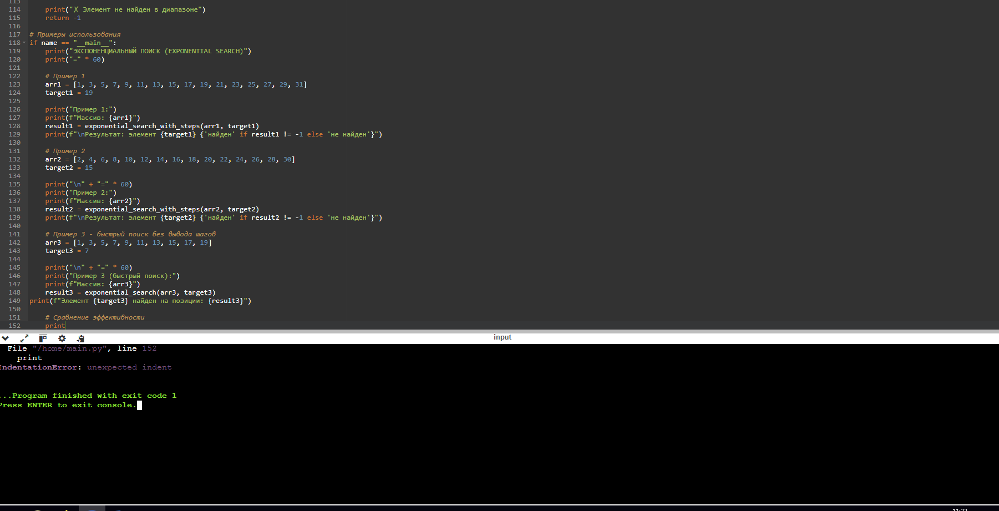 113
114     print("✗ Элемент не найден в диапазоне")
115     return -1
116
117 # Примеры использования
118 if name == "__main__":
119     print("ЭКСПОНЕНЦИАЛЬНЫЙ ПОИСК (EXPONENTIAL SEARCH)")
120     print("=" * 60)
121
122     # Пример 1
123     arr1 = [1, 3, 5, 7, 9, 11, 13, 15, 17, 19, 21, 23, 25, 27, 29, 31]
124     target1 = 19
125
126     print("Пример 1:")
127     print(f"Массив: {arr1}")
128     result1 = exponential_search_with_steps(arr1, target1)
129     print(f"\nРезультат: элемент {target1} {'найден' if result1 != -1 else 'не найден'}")
130
131     # Пример 2
132     arr2 = [2, 4, 6, 8, 10, 12, 14, 16, 18, 20, 22, 24, 26, 28, 30]
133     target2 = 15
134
135     print("\n" + "=" * 60)
136     print("Пример 2:")
137     print(f"Массив: {arr2}")
138     result2 = exponential_search_with_steps(arr2, target2)
139     print(f"\nРезультат: элемент {target2} {'найден' if result2 != -1 else 'не найден'}")
140
141     # Пример 3 - быстрый поиск без вывода шагов
142     arr3 = [1, 3, 5, 7, 9, 11, 13, 15, 17, 19]
143     target3 = 7
144
145     print("\n" + "=" * 60)
146     print("Пример 3 (быстрый поиск):")
147     print(f"Массив: {arr3}")
148     result3 = exponential_search(arr3, target3)
149 print(f"Элемент {target3} найден на позиции: {result3}")
150
151     # Сравнение эффективности
152     print
input
File "/home/main.py", line 152
print
IndentationError: unexpected indent
...Program finished with exit code 1
Press ENTER to exit console.